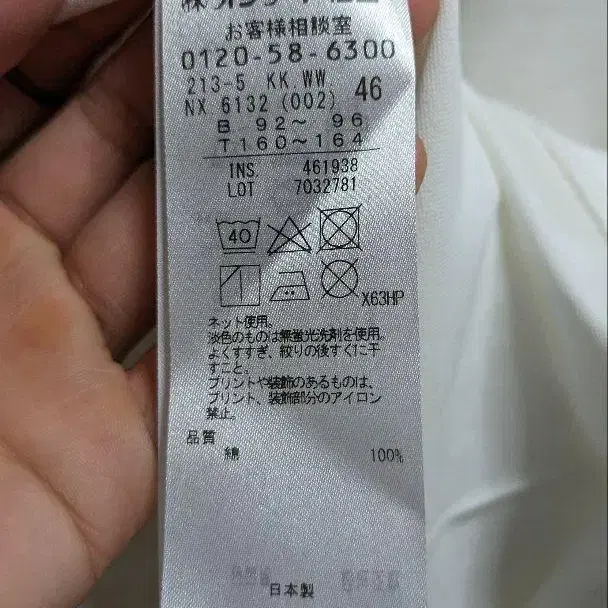 お客様相談室
0120-58-6300
213-5 KK.WW
NX 6132 (002) 46
B 92～ 96
T 160～164
INS. 461938
LOT 7032781
40
X63HP
ネット使用。
淡色のものは無蛍光洗剤を使用。
よくすすぎ、絞りの後すぐに干
すこと。
プリントや装飾のあるものは、
プリント、装飾部分のアイロン
禁止。
品質
綿 100%
日本製